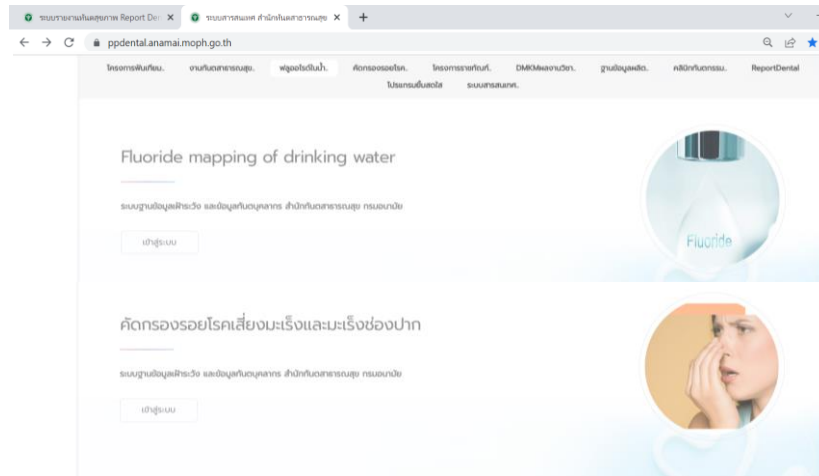 ระบบรายงานทันตสุขภาพ Report Der
ระบบสารสนเทศ สำนักทันตสาธารณสุข
ppdental.anamai.moph.go.th
โครงการฟันเทียม. งานทันตสาธารณสุข. ฟลูออไรด์ในน้ำ. คัดกรองรอยโรค. โครงการราชทัณฑ์. DMKMผลงานวิชา. ฐานข้อมูลผลิต. คลินิกทันตกรรม. ReportDental
โปรแกรมยิ้มสดใส ระบบสารสนเทศ.
Fluoride mapping of drinking water
ระบบฐานข้อมูลเฝ้าระวัง และข้อมูลทันตบุคลากร สำนักทันตสาธารณสุข กรมอนามัย
เข้าสู่ระบบ
Fluoride
คัดกรองรอยโรคเสี่ยงมะเร็งและมะเร็งช่องปาก
ระบบฐานข้อมูลเฝ้าระวัง และข้อมูลทันตบุคลากร สำนักทันตสาธารณสุข กรมอนามัย
เข้าสู่ระบบ